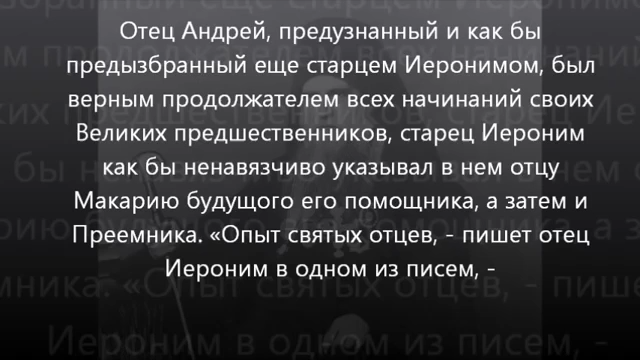 Отец Андрей, предузнанный и как бы
предызбранный еще старцем Иеронимом, был
верным продолжателем всех начинаний своих
Великих предшественников, старец Иероним
как бы ненавязчиво указывал в нем отцу
Макарию будущого его помощника, а затем и
Преемника. «Опыт святых отцев, - пишет отец
Иероним в одном из писем, -